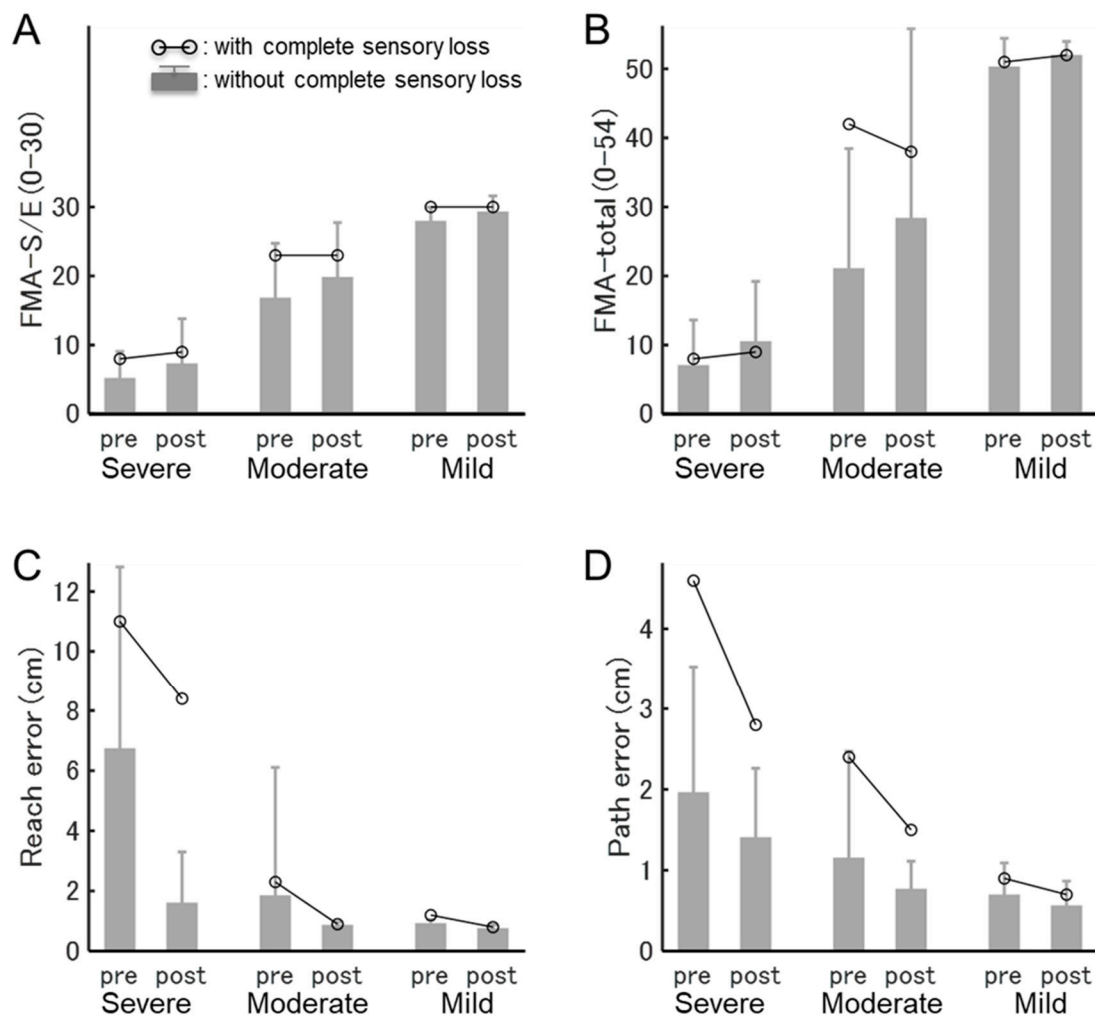 A
: with complete sensory loss
: without complete sensory loss
FMA-S/E (0-30)
30
20
10
0
pre post pre post pre post
Severe Moderate Mild
B
FMA-total (0-54)
50
40
30
20
10
0
pre post pre post pre post
Severe Moderate Mild
C
Reach error (cm)
12
10
8
6
4
2
0
pre post pre post pre post
Severe Moderate Mild
D
Path error (cm)
4
3
2
1
0
pre post pre post pre post
Severe Moderate Mild